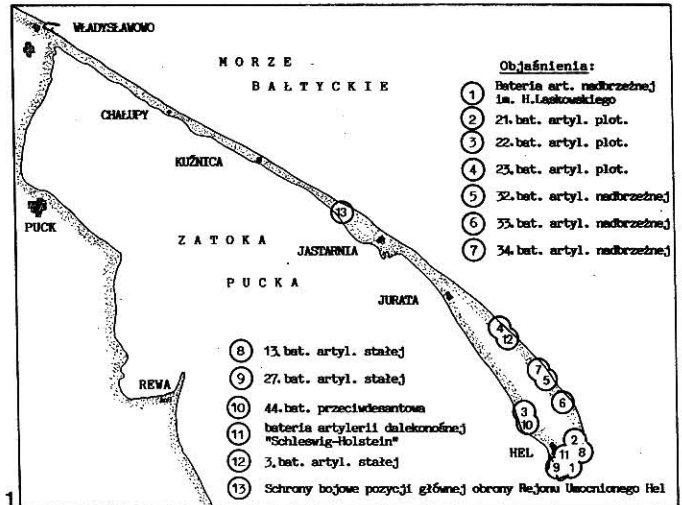 WŁADYSŁAWOWO
MORZE
BAŁTYCKIE
CHAŁUPY
KUŹNICA
PUCK
ZATOKA
PUCKA
JASTARNIA
JURATA
REWA
HEL
Objaśnienia:
1 Bateria art. nadbrzeżnej
im. H.Laskowskiego
2 21.bat. artyl. plot.
3 22.bat. artyl. plot.
4 23.bat. artyl. plot.
5 32.bat. artyl. nadbrzeżnej
6 33.bat. artyl. nadbrzeżnej
7 34.bat. artyl. nadbrzeżnej
8 13.bat. artyl. stałej
9 27.bat. artyl. stałej
10 44.bat. przeciwdesantowa
11 bateria artylerii dalekonośnej
"Schleswig-Holstein"
12 3.bat. artyl. stałej
13 Schrony bojowe pozycji głównej obrony Rejonu Umocnionego Hel
13
4
12
7
5
6
3
10
2
11
8
9
1
1